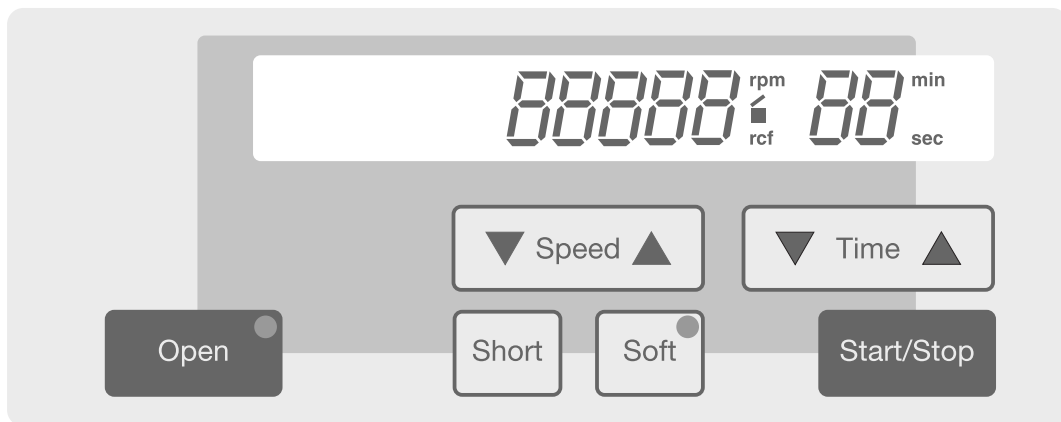 88888 rpm 88 min
rcf sec
Speed Time
Open Short Soft Start/Stop